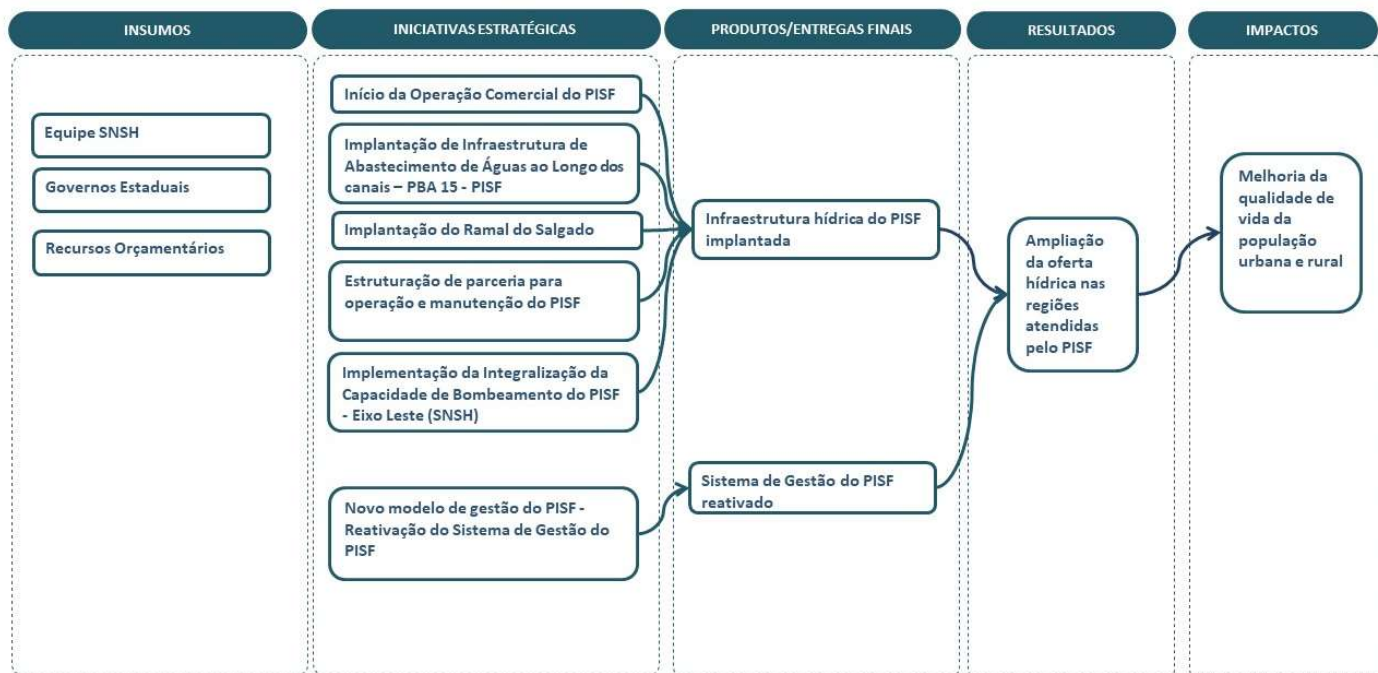 INSUMOS
INICIATIVAS ESTRATÉGICAS
PRODUTOS/ENTREGAS FINAIS
RESULTADOS
IMPACTOS
Equipe SNSH
Governos Estaduais
Recursos Orçamentários
Início da Operação Comercial do PISF
Implantação de Infraestrutura de
Abastecimento de Águas ao Longo dos
canais – PBA 15 - PISF
Implantação do Ramal do Salgado
Estruturação de parceria para
operação e manutenção do PISF
Implementação da Integralização da
Capacidade de Bombeamento do PISF
- Eixo Leste (SNSH)
Novo modelo de gestão do PISF -
Reativação do Sistema de Gestão do
PISF
Infraestrutura hídrica do PISF
implantada
Sistema de Gestão do PISF
reativado
Ampliação
da oferta
hídrica nas
regiões
atendidas
pelo PISF
Melhoria da
qualidade de
vida da
população
urbana e rural